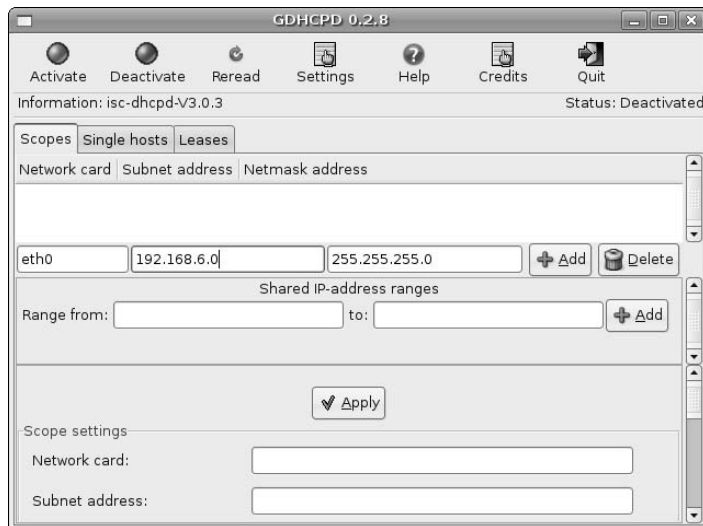 GDHCPD 0.2.8
Activate Deactivate Reread Settings Help Credits Quit
Information: isc-dhcpd-V3.0.3 Status: Deactivated
Scopes Single hosts Leases
Network card Subnet address Netmask address
eth0 192.168.6.0 255.255.255.0 Add Delete
Shared IP-address ranges
Range from: to: Add
Apply
Scope settings
Network card:
Subnet address: